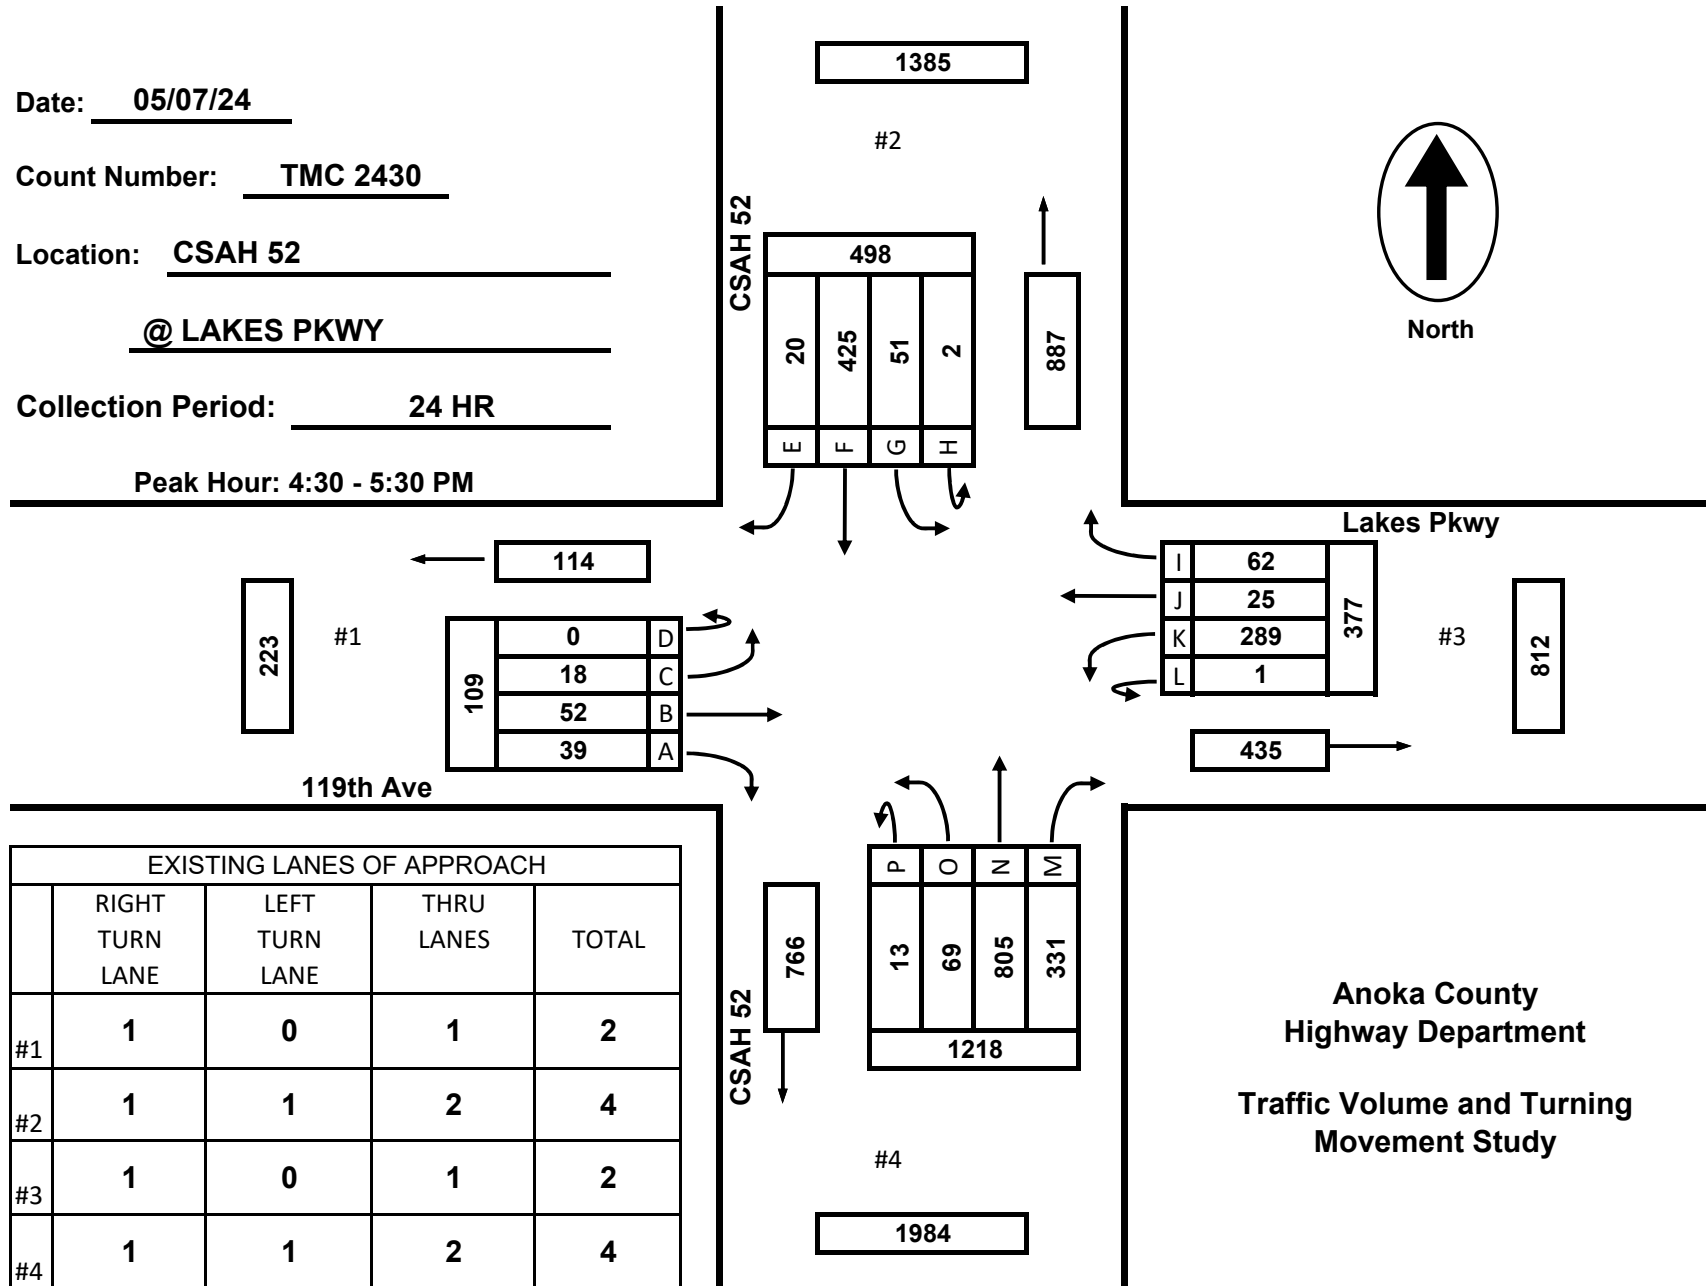 Date: 05/07/24
Count Number: TMC 2430
Location: CSAH 52
@ LAKES PKWY
Collection Period: 24 HR
Peak Hour: 4:30 - 5:30 PM
1385
#2
CSAH 52
498
20 425 51 2
E F G H
887
North
Lakes Pkwy
I 62
J 25
K 289
L 1
377
#3
812
435
114
223
#1
109
0 D
18 C
52 B
39 A
119th Ave
P O N M
13 69 805 331
1218
766
CSAH 52
#4
1984
EXISTING LANES OF APPROACH
RIGHT TURN LANE LEFT TURN LANE THRU LANES TOTAL
#1 1 0 1 2
#2 1 1 2 4
#3 1 0 1 2
#4 1 1 2 4
Anoka County
Highway Department
Traffic Volume and Turning
Movement Study